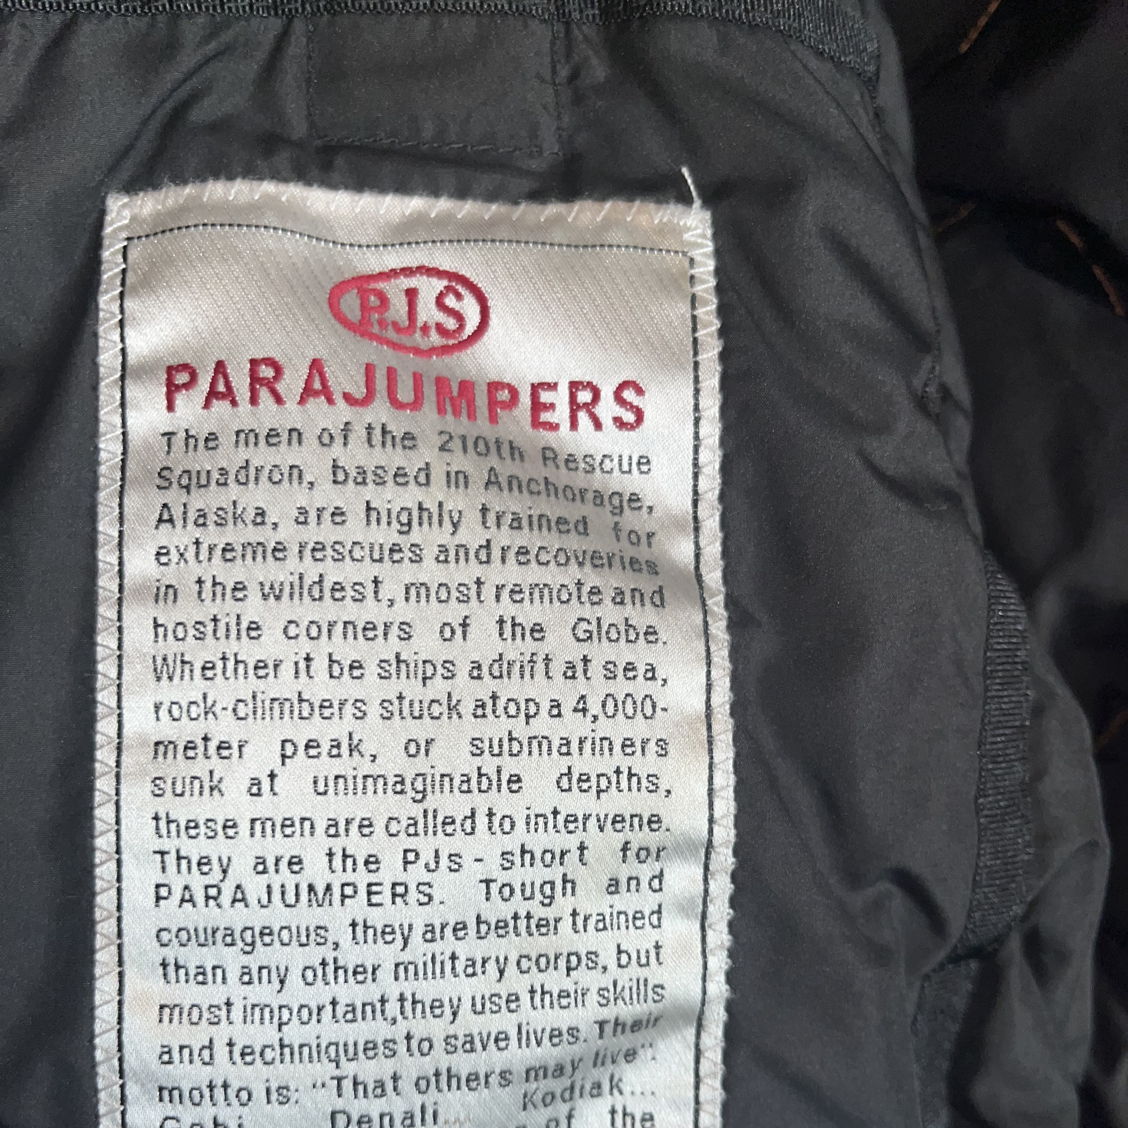 P.J.S
PARAJUMPERS
The men of the 210th Rescue
Squadron, based in Anchorage,
Alaska, are highly trained for
extreme rescues and recoveries
in the wildest, most remote and
hostile corners of the Globe.
Whether it be ships adrift at sea,
rock-climbers stuck atop a 4,000-
meter peak, or submariners
sunk at unimaginable depths,
these men are called to intervene.
They are the PJs - short for
PARAJUMPERS. Tough and
courageous, they are better trained
than any other military corps, but
most important,they use their skills
and techniques to save lives. Their
motto is: "That others may live".
Gobi... Denali... Kodiak...
of the